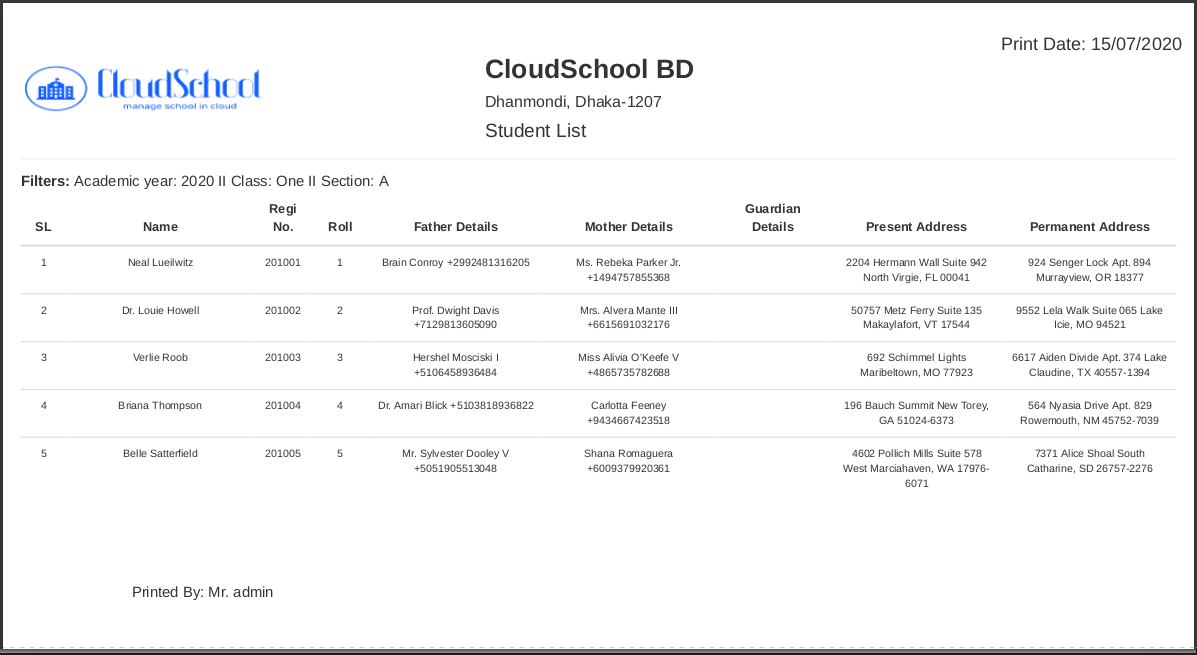 Print Date: 15/07/2020
CloudSchool
manage school in cloud
CloudSchool BD
Dhanmondi, Dhaka-1207
Student List
Filters: Academic year: 2020 II Class: One II Section: A
SL Name Regi No. Roll Father Details Mother Details Guardian Details Present Address Permanent Address
1 Neal Lueilwitz 201001 1 Brain Conroy +2992481316205 Ms. Rebeka Parker Jr. 2204 Hermann Wall Suite 942 924 Senger Lock Apt. 894
+1494757855368 North Virgie, FL 00041 Murrayview, OR 18377
2 Dr. Louie Howell 201002 2 Prof. Dwight Davis Mrs. Alvera Mante III 50757 Metz Ferry Suite 135 9552 Lela Walk Suite 065 Lake
+7129813605090 +6615691032176 Makaylafort, VT 17544 Icie, MO 94521
3 Verlie Roob 201003 3 Hershel Mosciski I Miss Alivia O'Keefe V 692 Schimmel Lights 6617 Aiden Divide Apt. 374 Lake
+5106458936484 +4865735782688 Maribeltown, MO 77923 Claudine, TX 40557-1394
4 Briana Thompson 201004 4 Dr. Amari Blick +5103818936822 Carlotta Feeney 196 Bauch Summit New Torey, 564 Nyasia Drive Apt. 829
+9434667423518 GA 51024-6373 Rowemouth, NM 45752-7039
5 Belle Satterfield 201005 5 Mr. Sylvester Dooley V Shana Romaguera 4602 Pollich Mills Suite 578 7371 Alice Shoal South
+5051905513048 +6009379920361 West Marciahaven, WA 17976- Catharine, SD 26757-2276
6071
Printed By: Mr. admin